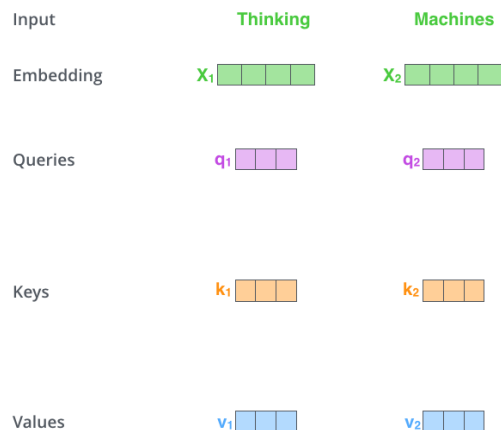 Input Thinking Machines
Embedding X₁ X₂
Queries q₁ q₂
Keys k₁ k₂
Values v₁ v₂